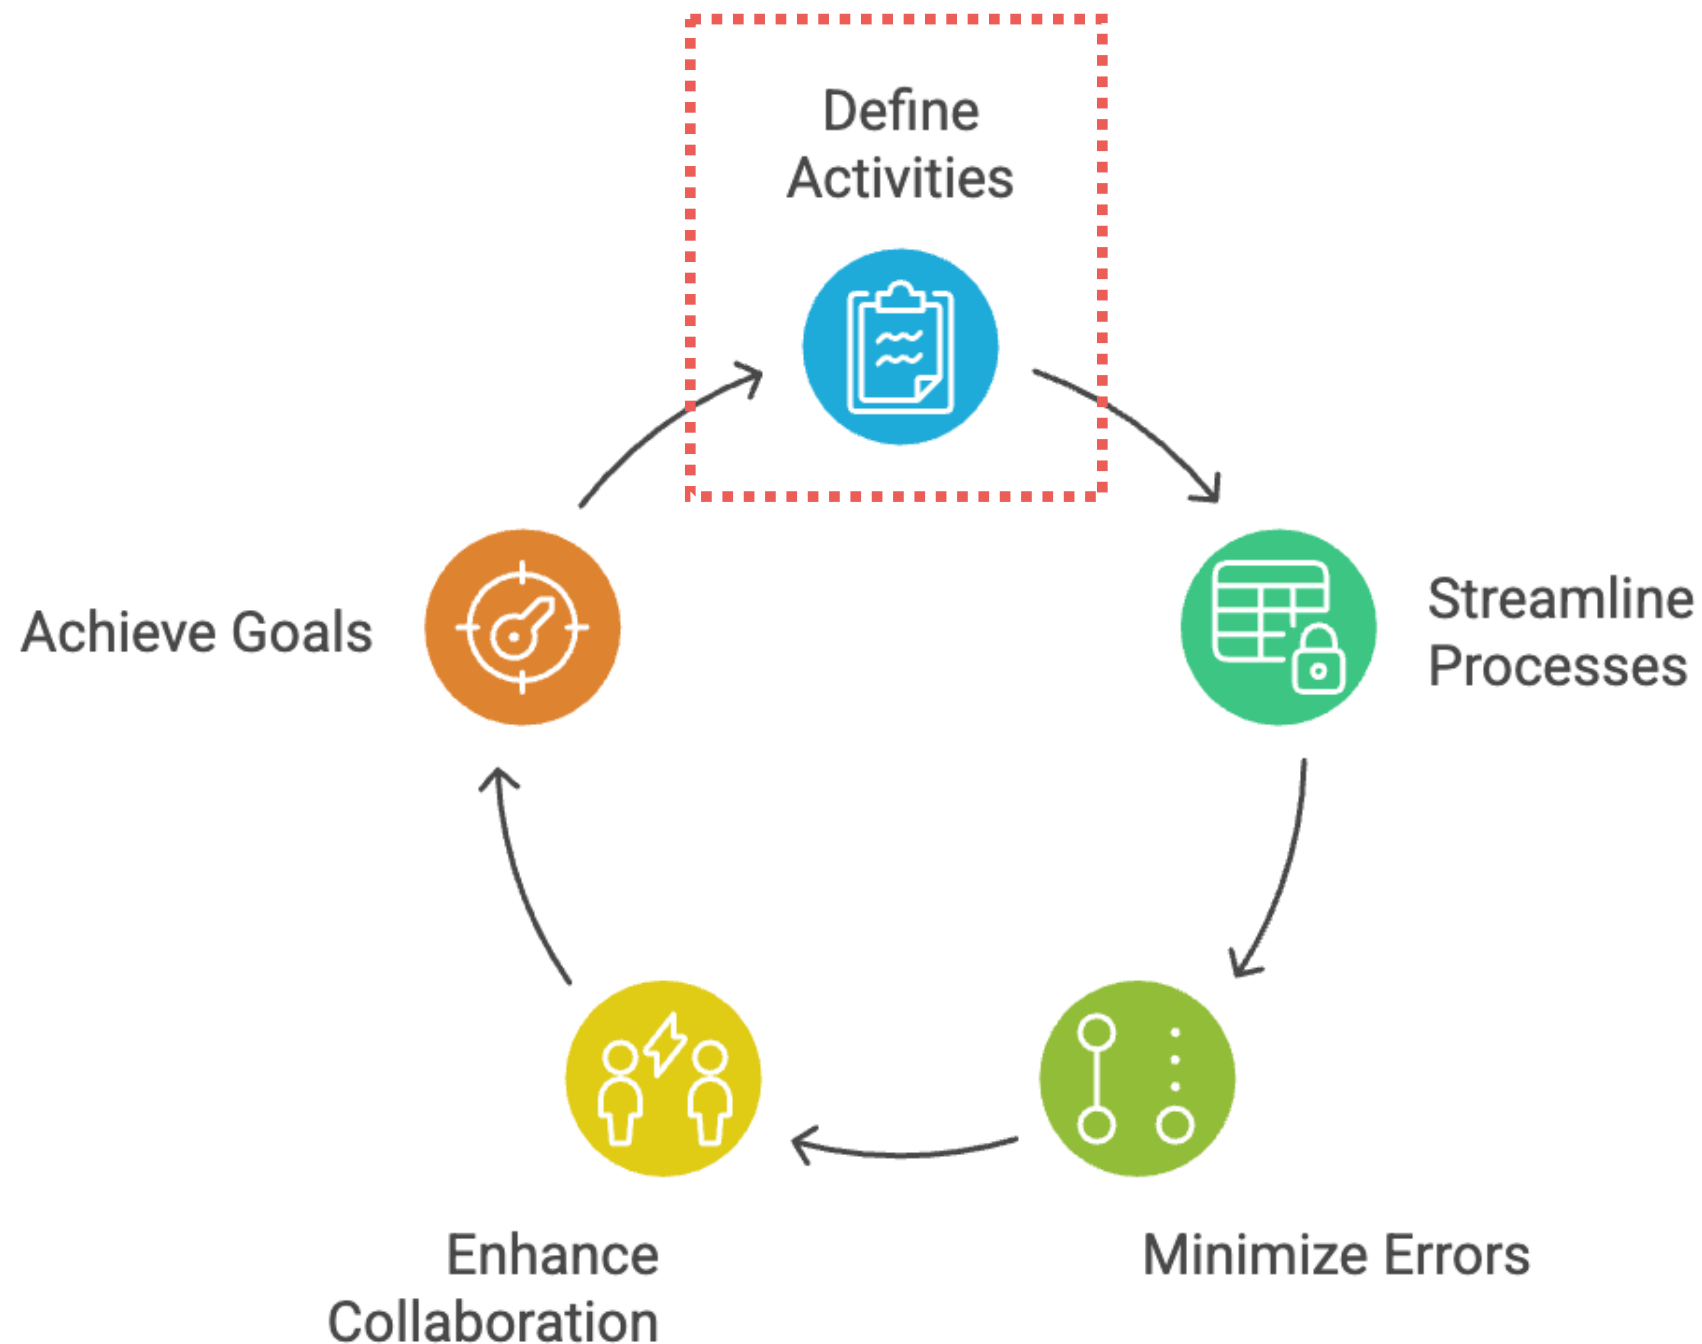 Define
Activities
Streamline
Processes
Minimize Errors
Enhance
Collaboration
Achieve Goals